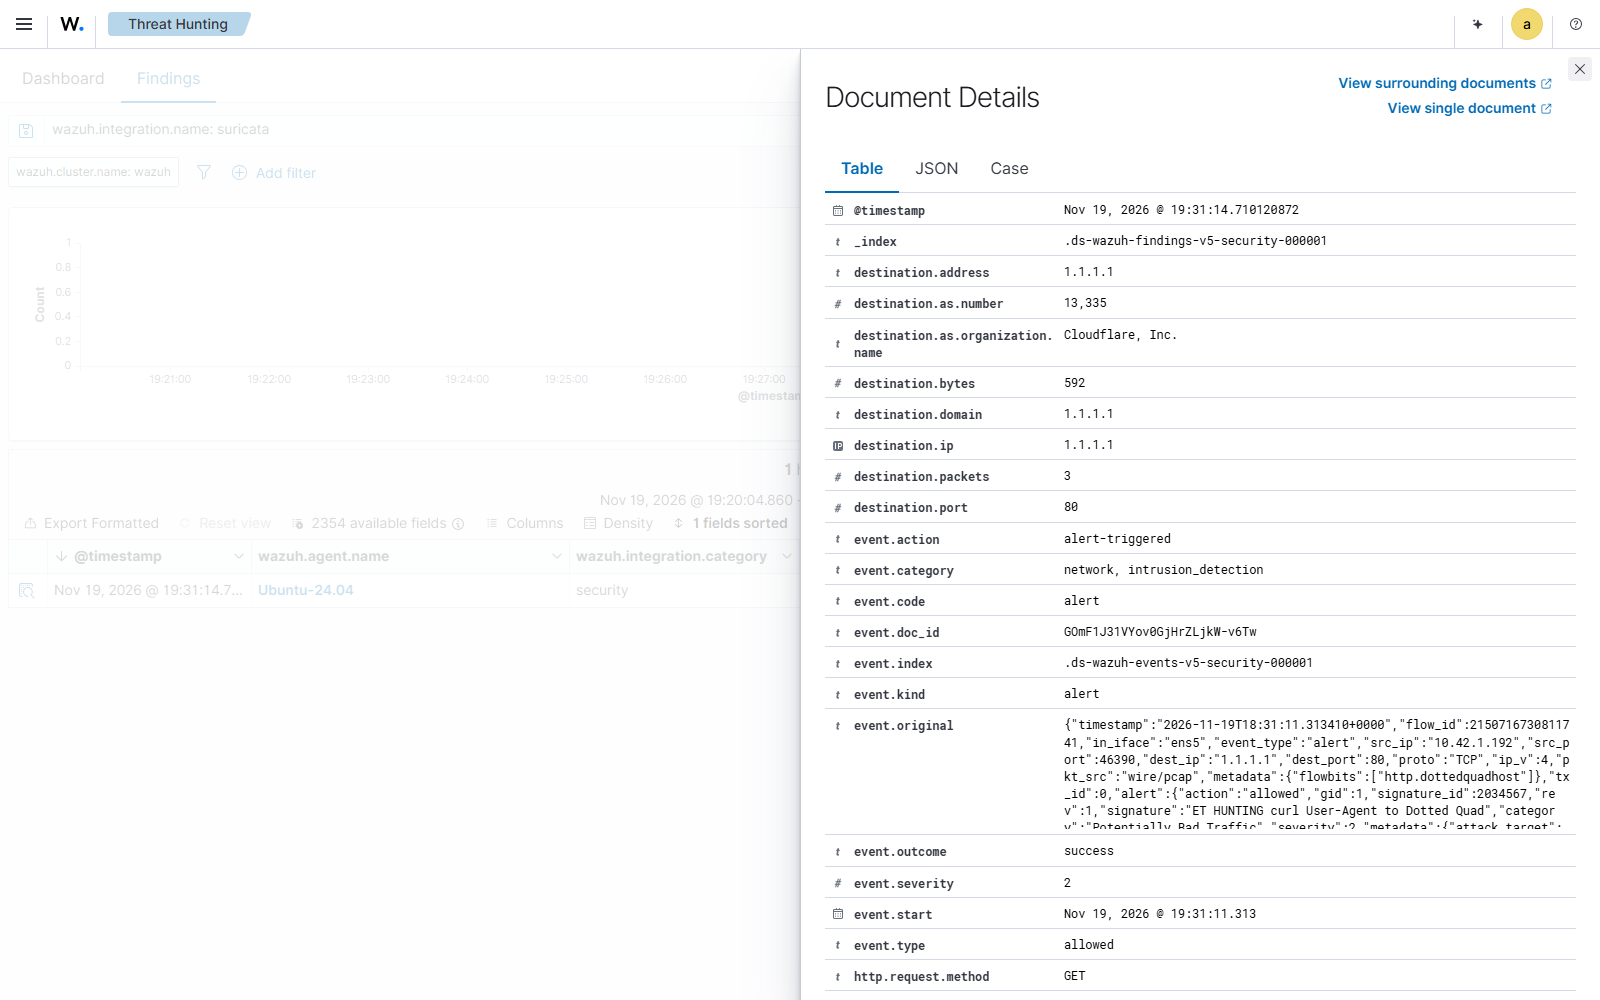 W.
Threat Hunting
a
Dashboard
Findings
wazuh.integration.name: suricata
wazuh.cluster.name: wazuh
Add filter
Count
1
0.8
0.6
0.4
0.2
0
19:21:00
19:22:00
19:23:00
19:24:00
19:25:00
19:26:00
19:27:00
@timestam
1 h
Nov 19, 2026 @ 19:20:04.860 -
Export Formatted
Reset view
2354 available fields
Columns
Density
1 fields sorted
@timestamp
wazuh.agent.name
wazuh.integration.category
Nov 19, 2026 @ 19:31:14.7...
Ubuntu-24.04
security
Document Details
View surrounding documents
View single document
Table
JSON
Case
@timestamp
Nov 19, 2026 @ 19:31:14.710120872
t
_index
.ds-wazuh-findings-v5-security-000001
t
destination.address
1.1.1.1
#
destination.as.number
13,335
t
destination.as.organization.
name
Cloudflare, Inc.
#
destination.bytes
592
t
destination.domain
1.1.1.1
IP
destination.ip
1.1.1.1
#
destination.packets
3
#
destination.port
80
t
event.action
alert-triggered
t
event.category
network, intrusion_detection
t
event.code
alert
t
event.doc_id
GOmF1J31VYov0GjHrZLjkW-v6Tw
t
event.index
.ds-wazuh-events-v5-security-000001
t
event.kind
alert
t
event.original
{"timestamp":"2026-11-19T18:31:11.313410+0000","flow_id":21507167308117
41,"in_iface":"ens5","event_type":"alert","src_ip":"10.42.1.192","src_p
ort":46390,"dest_ip":"1.1.1.1","dest_port":80,"proto":"TCP","ip_v":4,"p
kt_src":"wire/pcap","metadata":{"flowbits":["http.dottedquadhost"]},"tx
_id":0,"alert":{"action":"allowed","gid":1,"signature_id":2034567,"re
v":1,"signature":"ET HUNTING curl User-Agent to Dotted Quad","categor
y":"Potentially Bad Traffic","severity":2,"metadata":{"attack_target":
t
event.outcome
success
#
event.severity
2
event.start
Nov 19, 2026 @ 19:31:11.313
t
event.type
allowed
t
http.request.method
GET